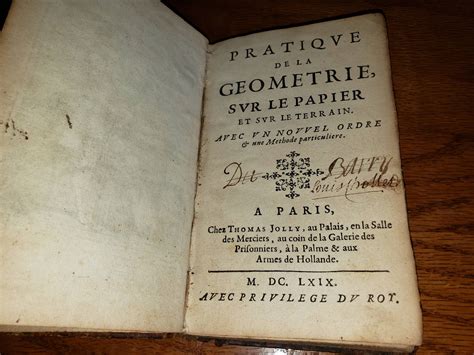 PRATIQVE
DE LA
GEOMETRIE,
SVR LE PAPIER
ET SVR LE TERRAIN.
AVEC VN NOVVEL ORDRE
& une Methode particuliere.
Du Barry
A PARIS,
Chez THOMAS JOLLY, au Palais, en la Salle
des Merciers, au coin de la Galerie des
Prisonniers, à la Palme & aux
Armes de Hollande.
M. DC. LXIX.
AVEC PRIVILEGE DV ROY.